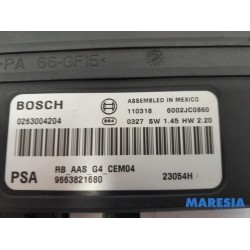 >PA 66-GF15<
BOSCH
ASSEMBLED IN MEXICO
110318 6002JC0860
0263004204
0327 SW 1.45 HW 2.20
RB AAS G4 CEM04
PSA 9663821680 23054H
MARESIA